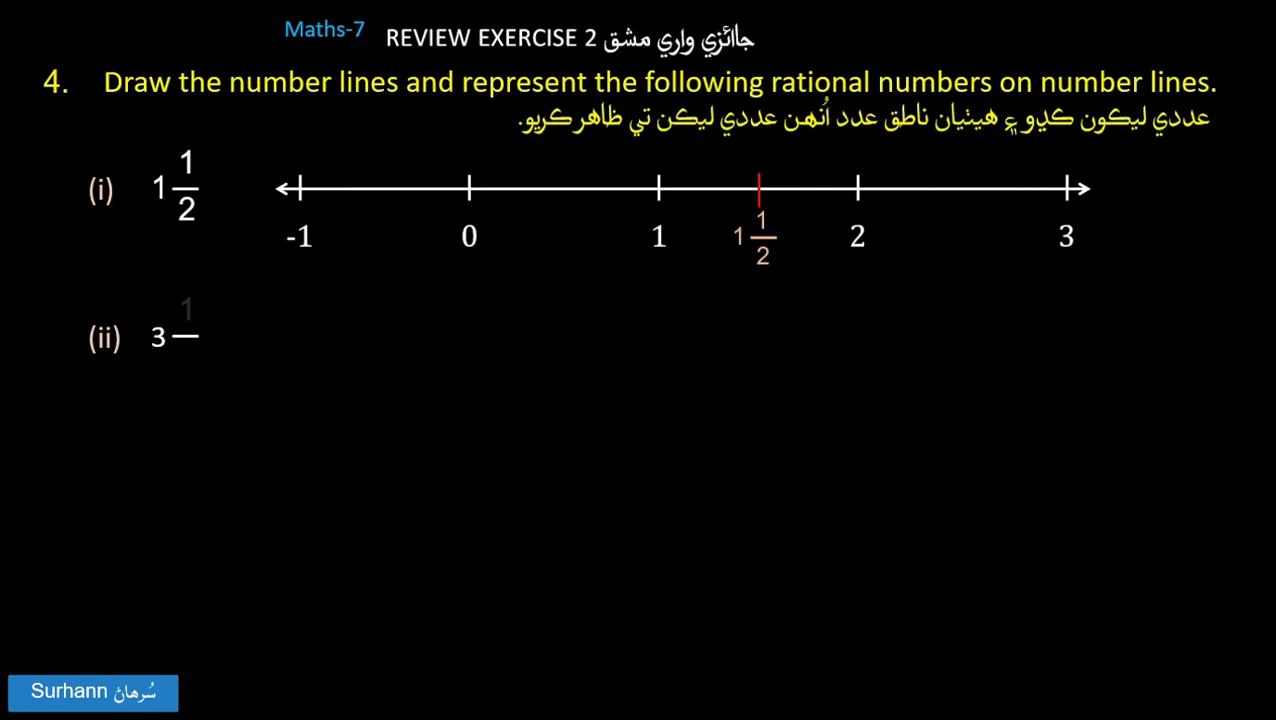 Maths-7
REVIEW EXERCISE 2 جائزي واري مشق
4. Draw the number lines and represent the following rational numbers on number lines.
عددي ليڪون ڪڍو ۽ هيٺيان ناطق عدد اُنهن عددي ليڪن تي ظاهر ڪريو.
(i) 1 1/2
-1 0 1 1 1/2 2 3
(ii) 3 1/
Surhann سُرهاڻ